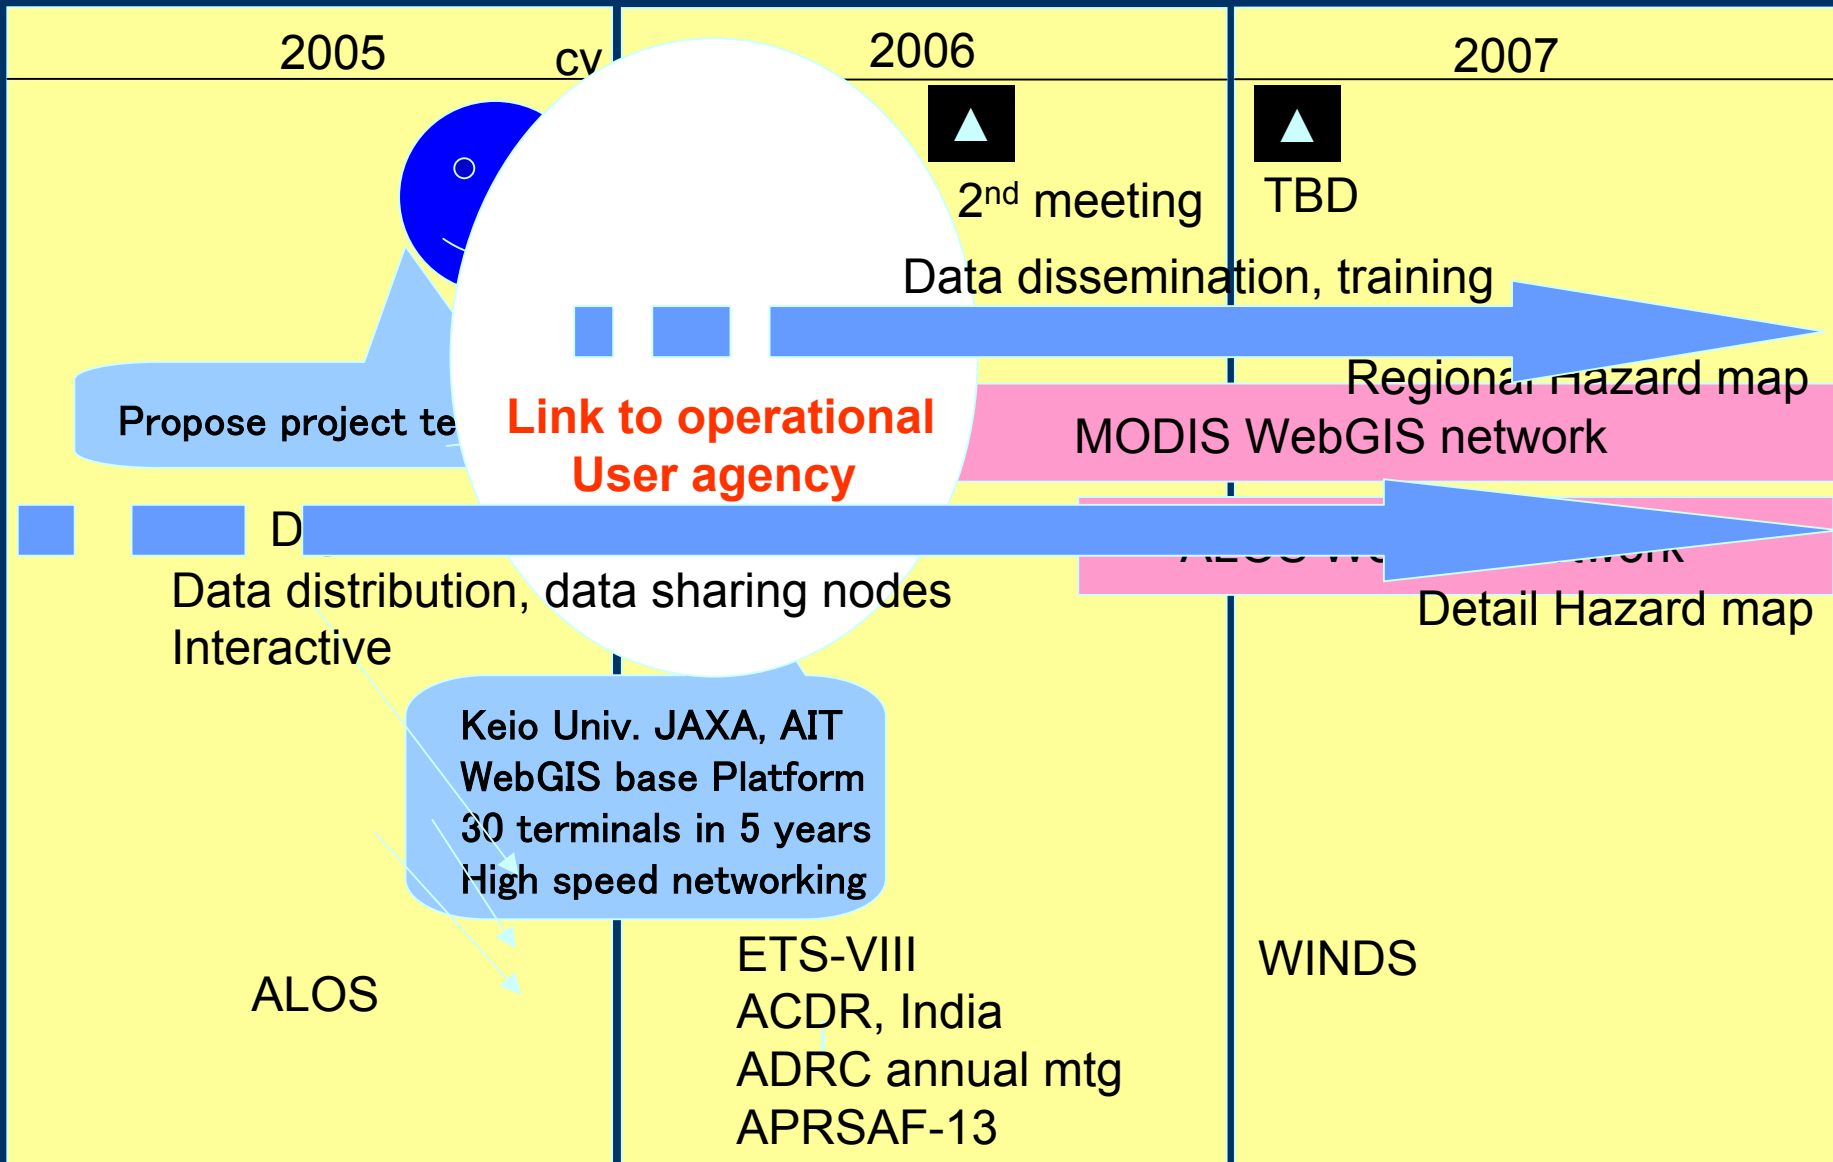 2005
cv
2006
2007
2nd meeting
TBD
Data dissemination, training
Regional Hazard map
Propose project te
Link to operational
User agency
MODIS WebGIS network
D
ALOS
Data distribution, data sharing nodes
Interactive
Detail Hazard map
Keio Univ. JAXA, AIT
WebGIS base Platform
30 terminals in 5 years
High speed networking
ALOS
ETS-VIII
ACDR, India
ADRC annual mtg
APRSAF-13
WINDS